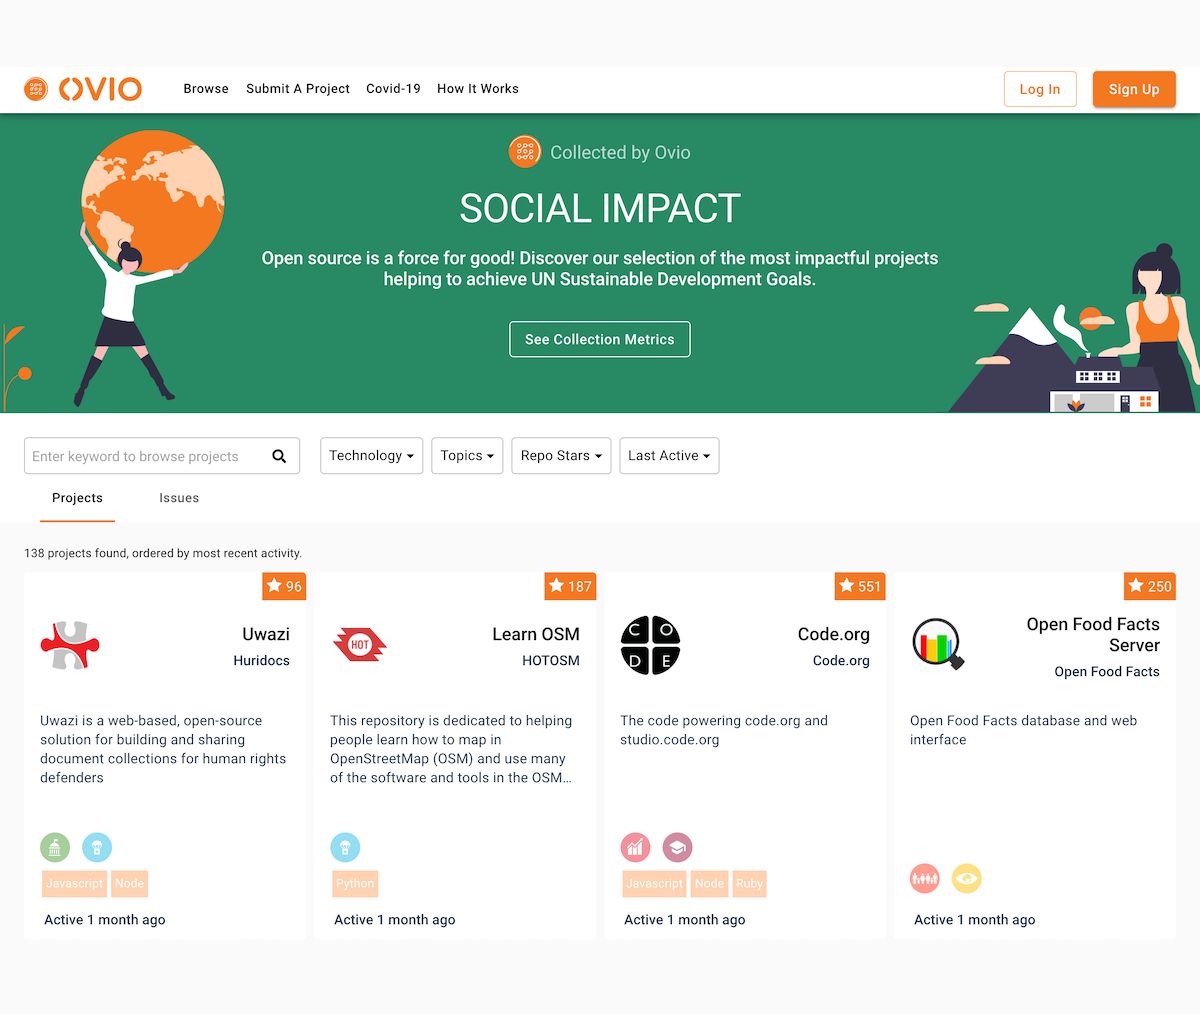 OVIO
Browse Submit A Project Covid-19 How It Works
Log In Sign Up
Collected by Ovio
SOCIAL IMPACT
Open source is a force for good! Discover our selection of the most impactful projects
helping to achieve UN Sustainable Development Goals.
See Collection Metrics
Enter keyword to browse projects
Technology Topics Repo Stars Last Active
Projects Issues
138 projects found, ordered by most recent activity.
96
Uwazi
Huridocs
Uwazi is a web-based, open-source
solution for building and sharing
document collections for human rights
defenders
Javascript Node
Active 1 month ago
187
HOT
Learn OSM
HOTOSM
This repository is dedicated to helping
people learn how to map in
OpenStreetMap (OSM) and use many
of the software and tools in the OSM...
Python
Active 1 month ago
551
C O
D E
Code.org
Code.org
The code powering code.org and
studio.code.org
Javascript Node Ruby
Active 1 month ago
250
Open Food Facts
Server
Open Food Facts
Open Food Facts database and web
interface
Active 1 month ago